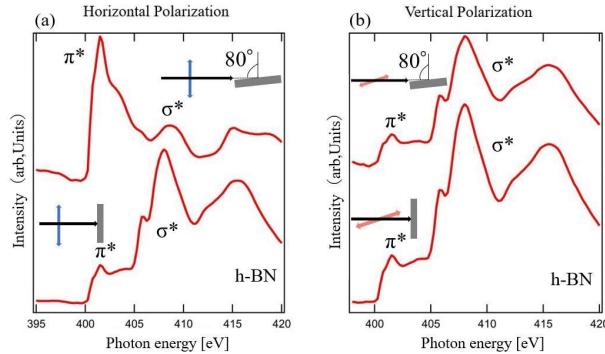 Horizontal Polarization
(a)
π*
80°
σ*
π*
σ*
h-BN
Intensity (arb,Units)
395 400 405 410 415 420
Photon energy [eV]
Vertical Polarization
(b)
80°
σ*
π*
σ*
π*
h-BN
Intensity (arb,Units)
400 405 410 415 420
Photon energy [eV]